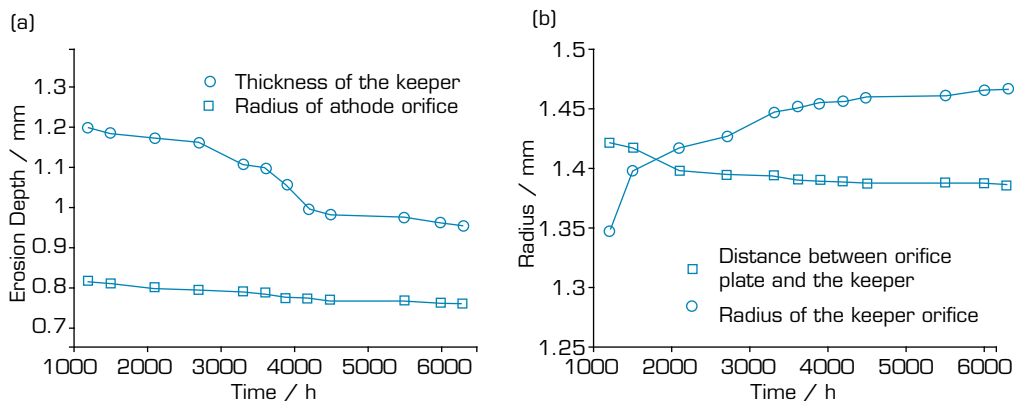 (a)
1.3
1.2
1.1
1
0.9
0.8
0.7
Erosion Depth / mm
Thickness of the keeper
Radius of athode orifice
1000 2000 3000 4000 5000 6000
Time / h
(b)
1.5
1.45
1.4
1.35
1.3
1.25
Radius / mm
Distance between orifice
plate and the keeper
Radius of the keeper orifice
1000 2000 3000 4000 5000 6000
Time / h